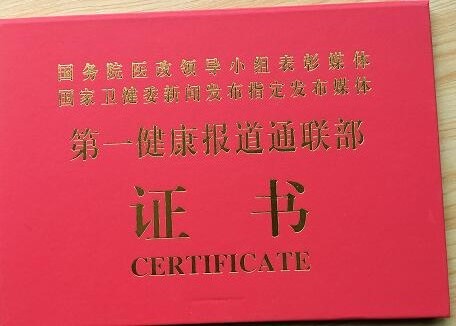 国务院医改领导小组表彰媒体
国家卫健委新闻发布指定发布媒体
第一健康报道通联部
证书
CERTIFICATE